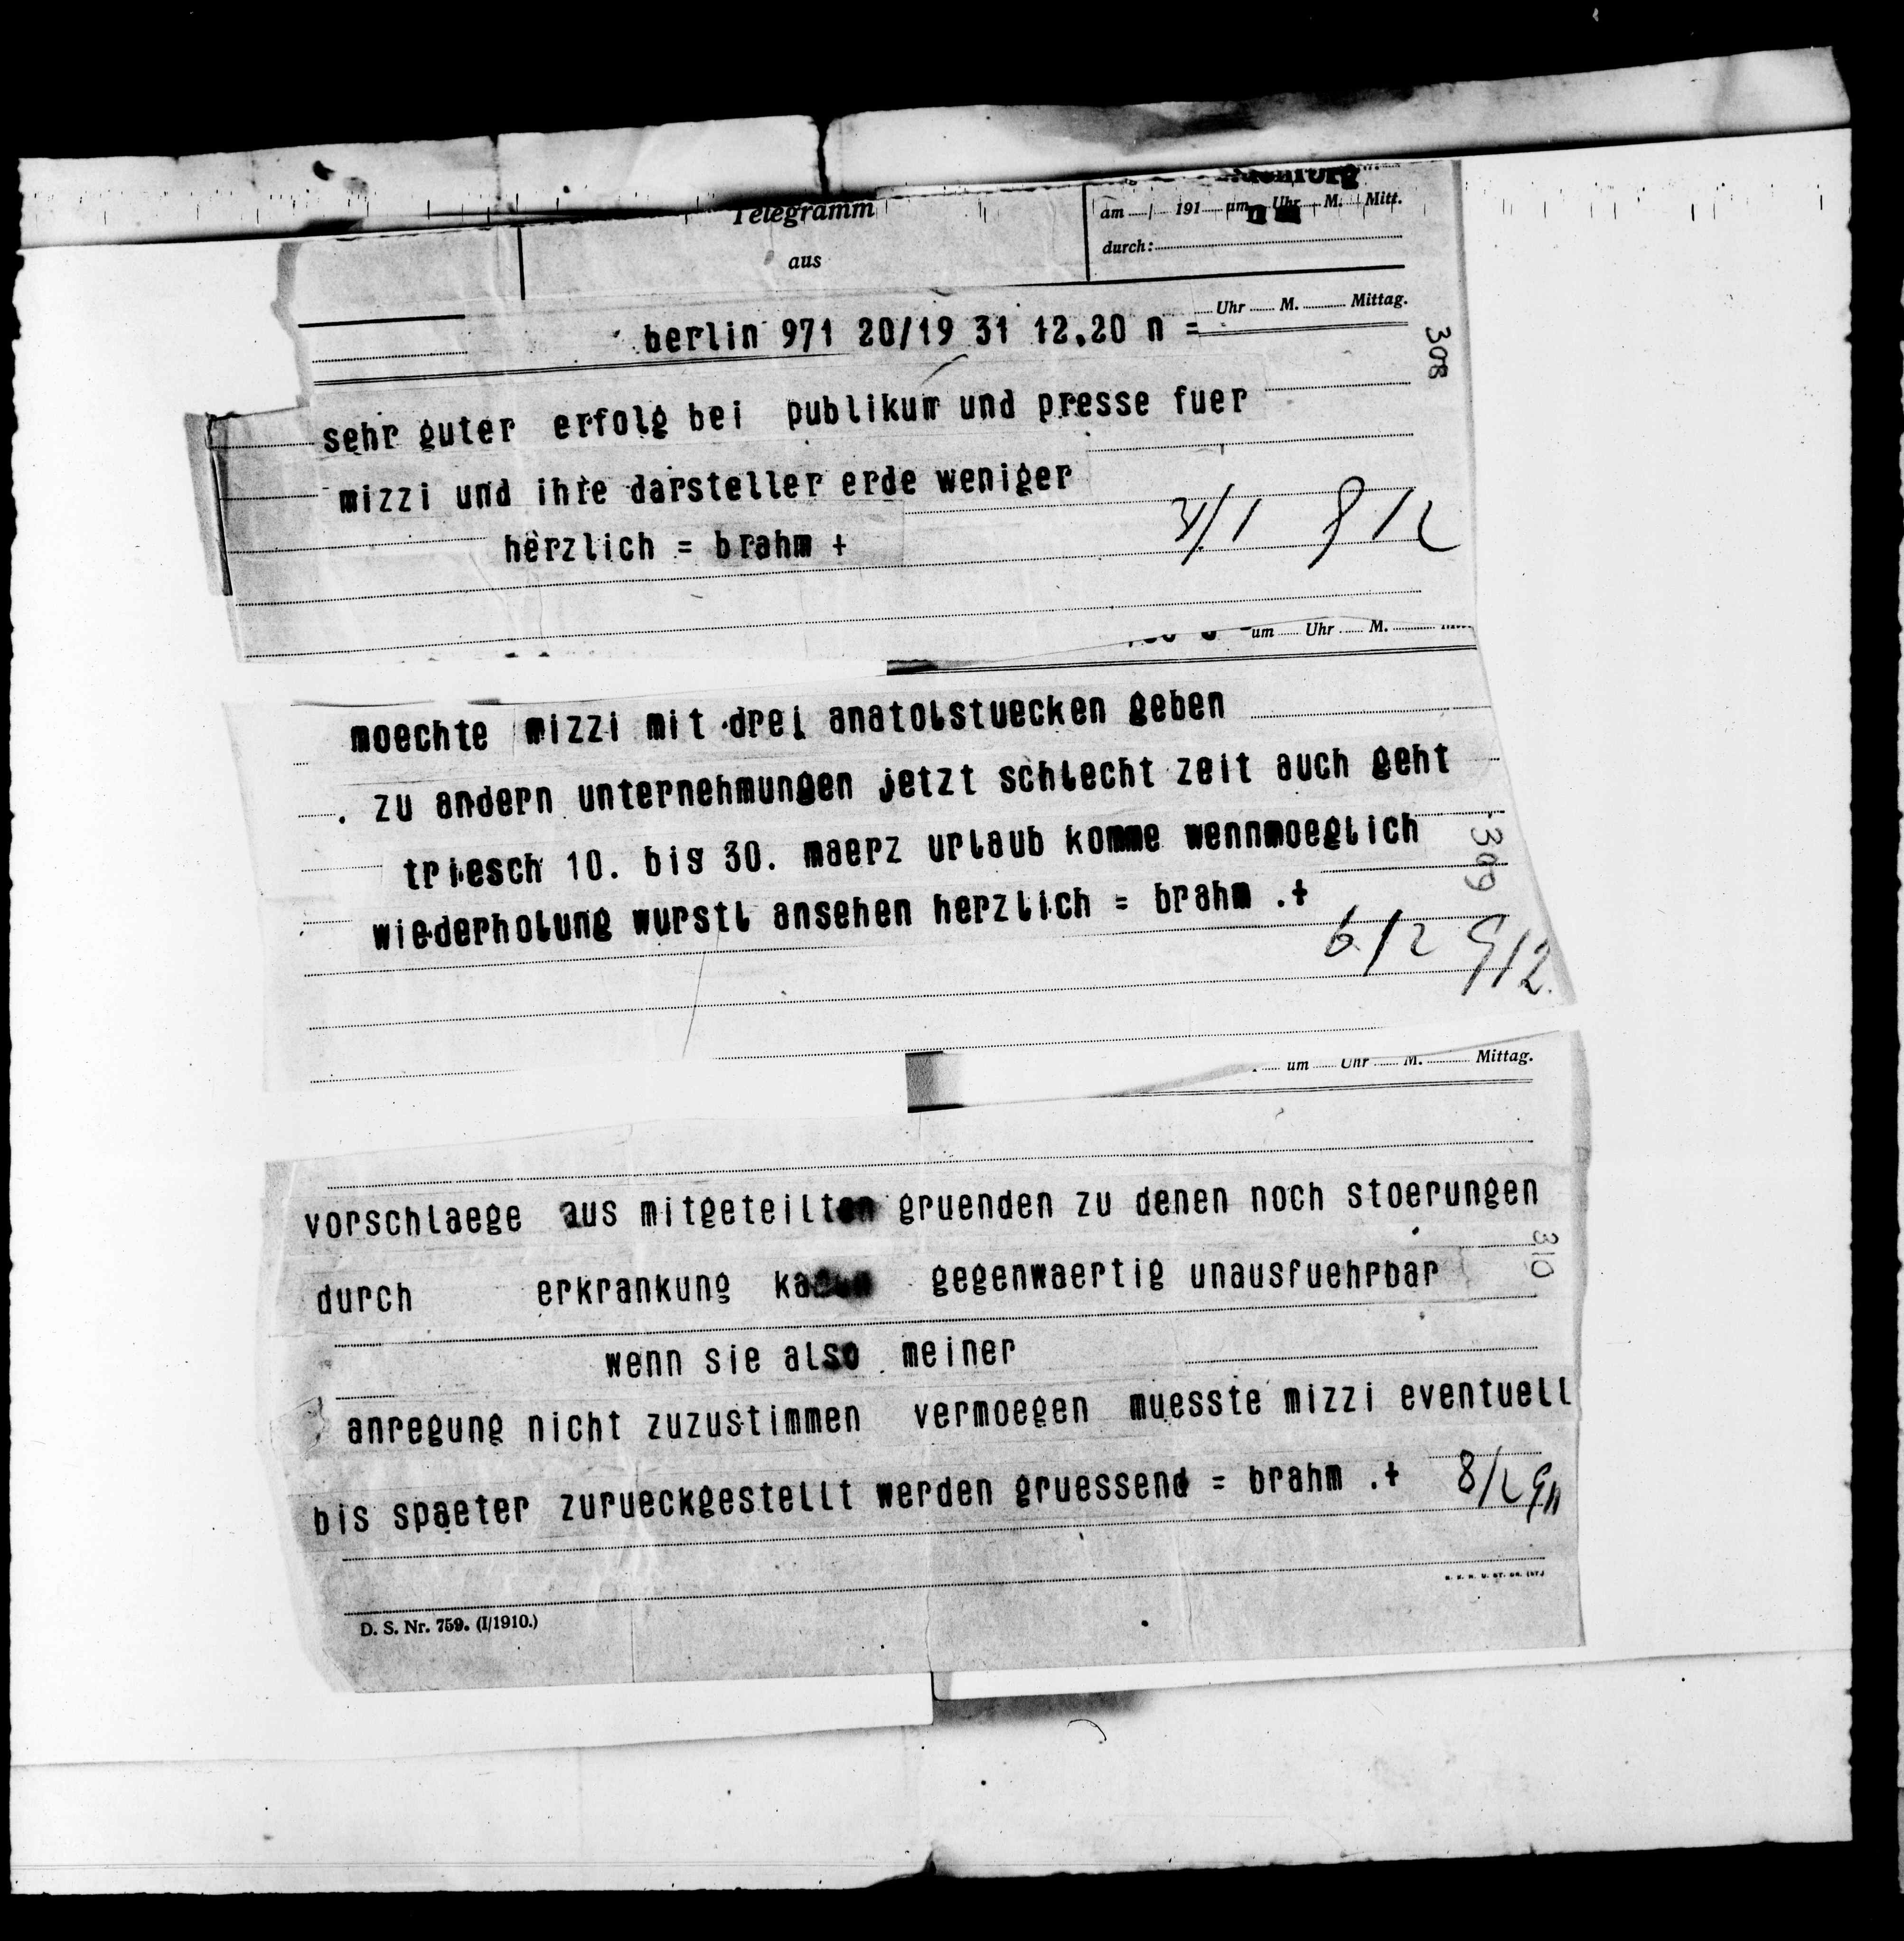 Telegramm
aus
am / 191 um Uhr M. Mitt.
durch:
Uhr M. Mittag.
berlin 971 20/19 31 12.20 n =
308
sehr guter erfolg bei publikum und presse fuer
mizzi und ihre darsteller erde weniger
herzlich = brahm +
31/1 912
um Uhr M.
moechte mizzi mit drei anatolstuecken geben
. zu andern unternehmungen jetzt schlecht zeit auch geht
triesch 10. bis 30. maerz urlaub komme wennmoeglich
309
wiederholung wurstl ansehen herzlich = brahm .+
6/2 912.
um Uhr M. Mittag.
vorschlaege aus mitgeteilten gruenden zu denen noch stoerungen
310
durch erkrankung gegenwaertig unausfuehrbar
wenn sie also meiner
anregung nicht zuzustimmen vermoegen muesste mizzi eventuell
bis spaeter zurueckgestellt werden gruessend = brahm .+
8/2
D. S. Nr. 759. (I/1910.)